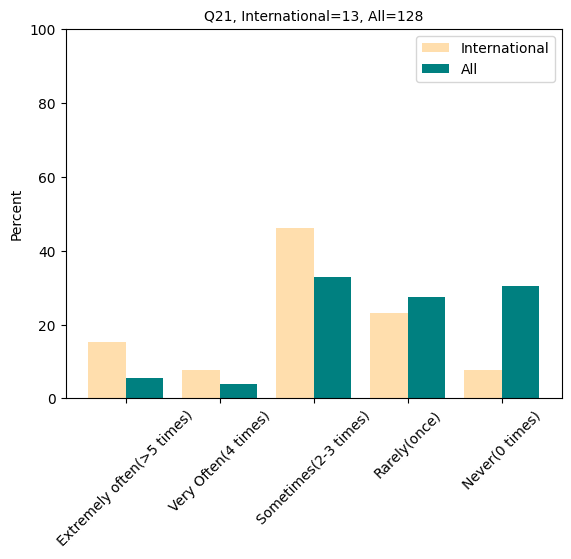 Q21, International=13, All=128
International
All
Percent
100
80
60
40
20
0
Extremely often(>5 times)
Very Often(4 times)
Sometimes(2-3 times)
Rarely(once)
Never(0 times)